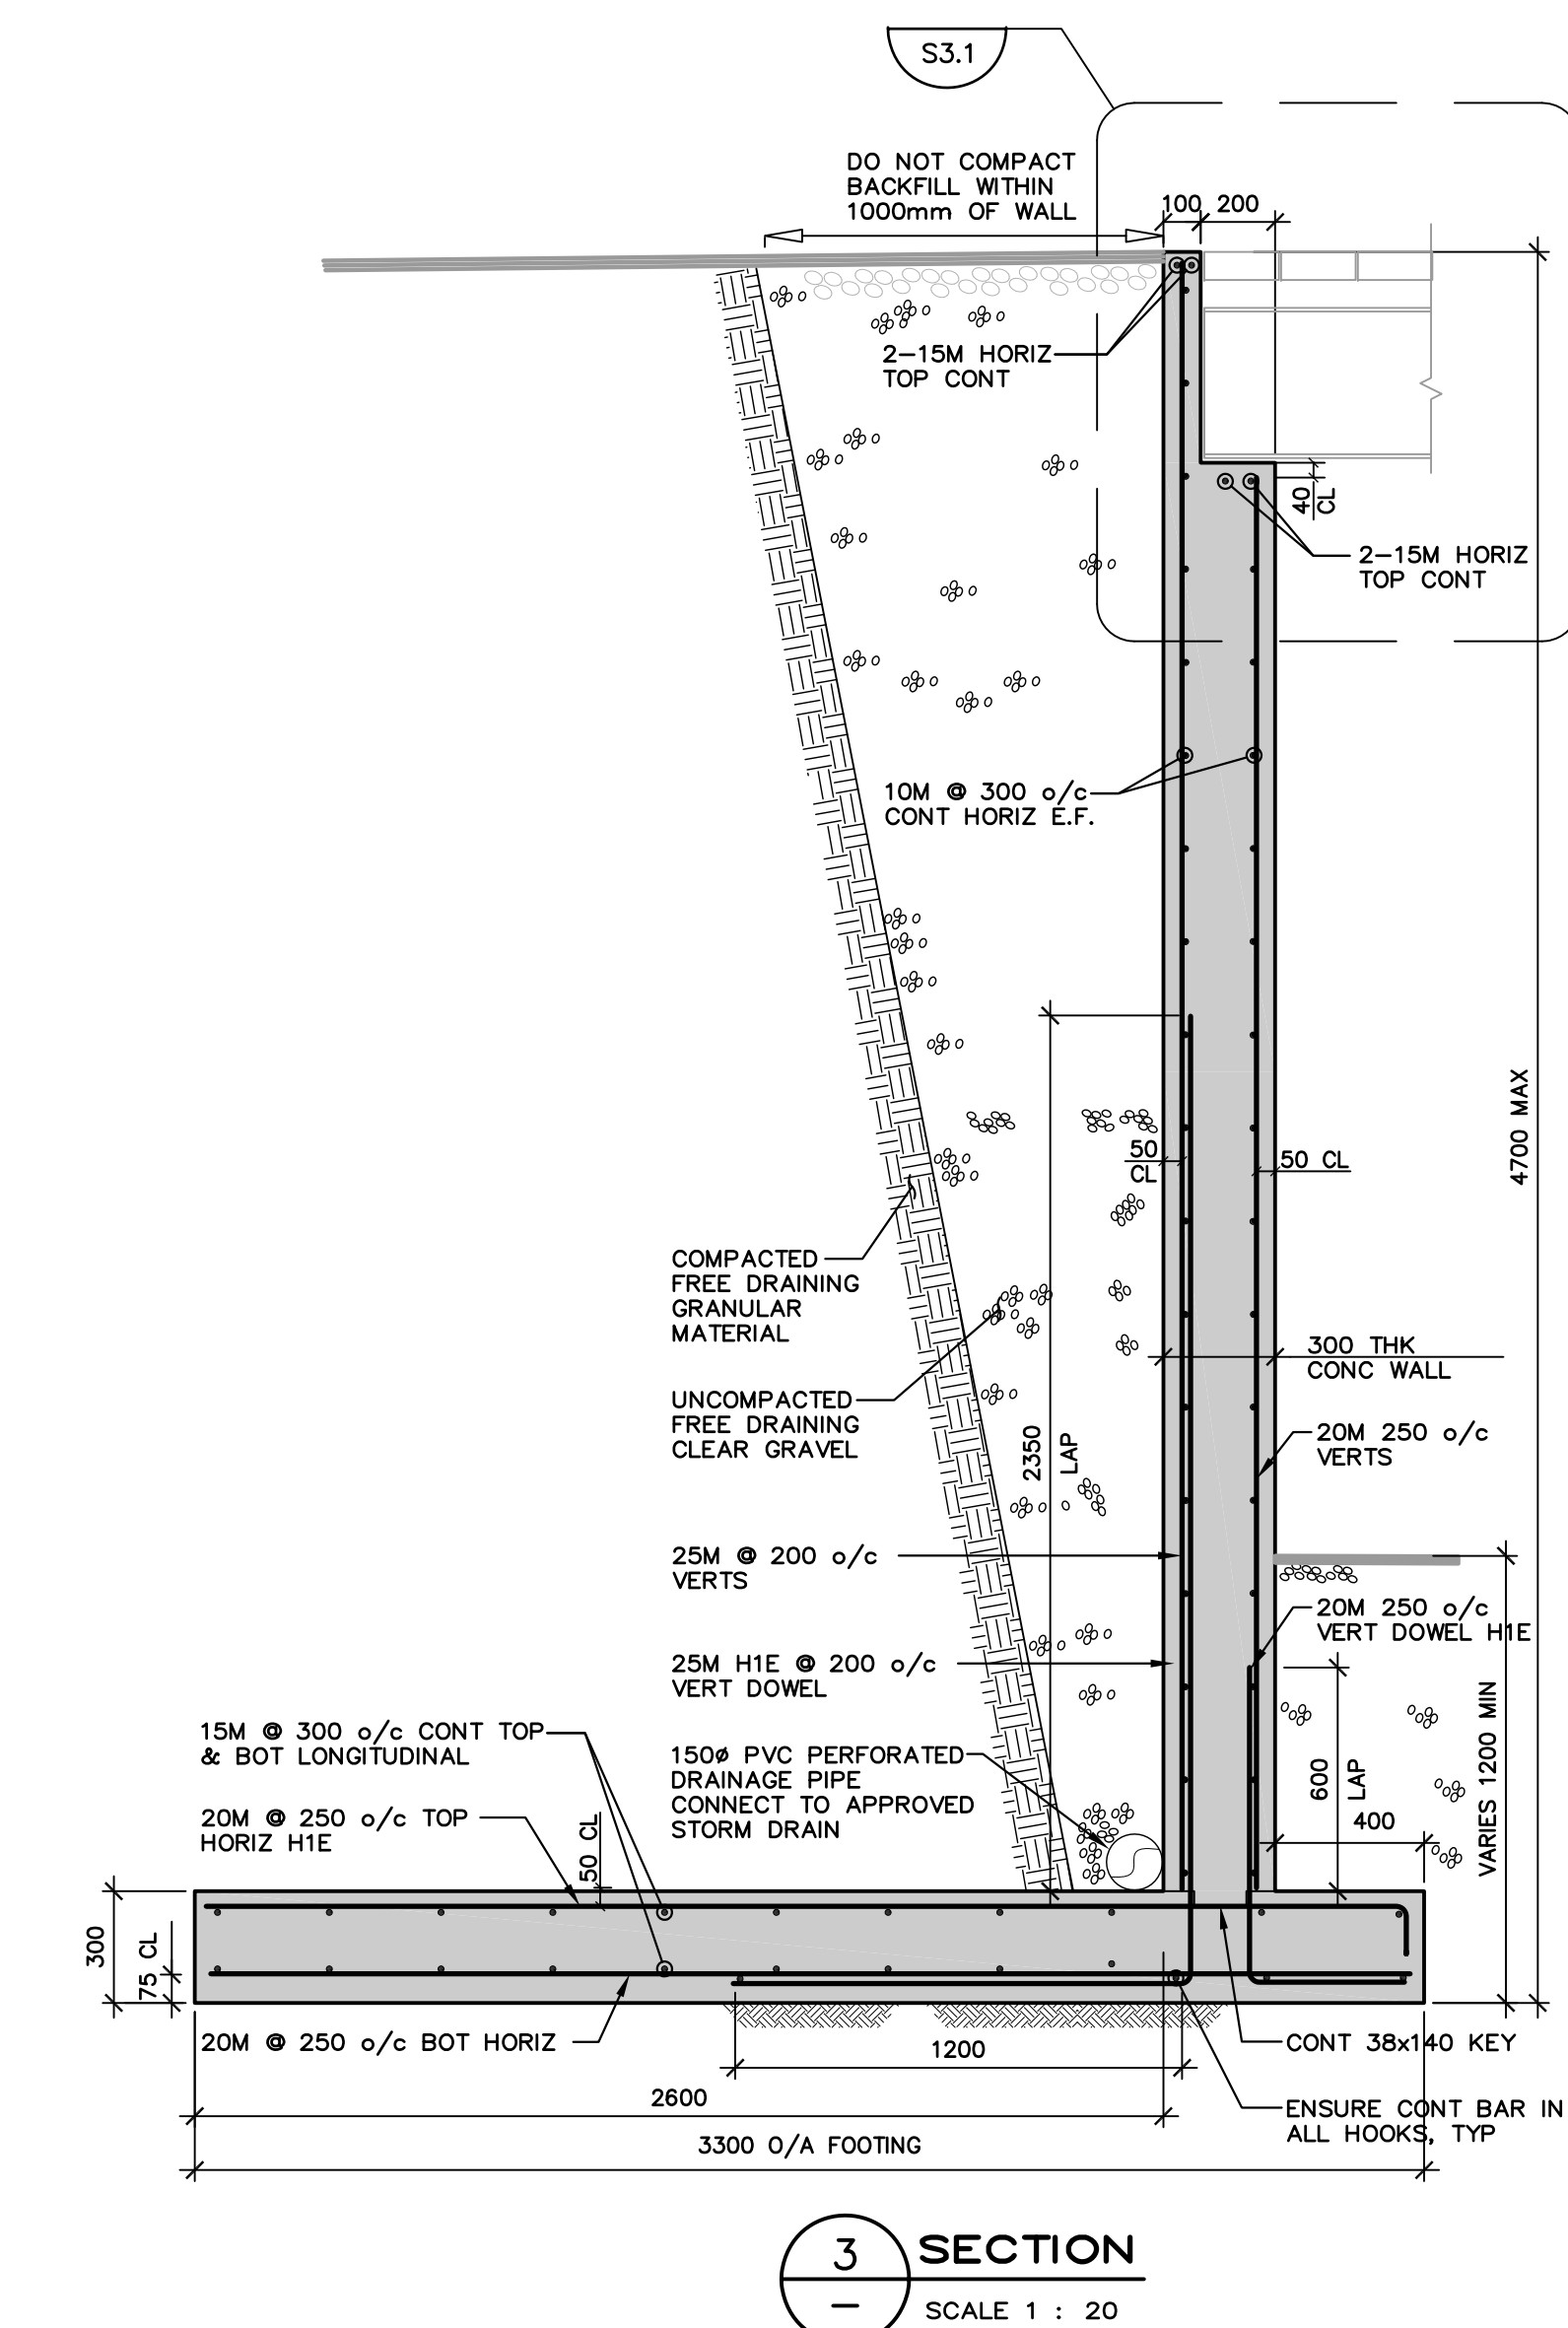 S3.1
DO NOT COMPACT
BACKFILL WITHIN
1000mm OF WALL
100 200
2-15M HORIZ
TOP CONT
40
CL
2-15M HORIZ
TOP CONT
10M @ 300 o/c
CONT HORIZ E.F.
4700 MAX
50
CL
50 CL
COMPACTED
FREE DRAINING
GRANULAR
MATERIAL
300 THK
CONC WALL
UNCOMPACTED
FREE DRAINING
CLEAR GRAVEL
2350
LAP
20M 250 o/c
VERTS
25M @ 200 o/c
VERTS
20M 250 o/c
VERT DOWEL H1E
25M H1E @ 200 o/c
VERT DOWEL
VARIES 1200 MIN
15M @ 300 o/c CONT TOP
& BOT LONGITUDINAL
150ø PVC PERFORATED
DRAINAGE PIPE
CONNECT TO APPROVED
STORM DRAIN
600
LAP
20M @ 250 o/c TOP
HORIZ H1E
50 CL
400
300
75 CL
20M @ 250 o/c BOT HORIZ
CONT 38x140 KEY
1200
2600
ENSURE CONT BAR IN
ALL HOOKS, TYP
3300 O/A FOOTING
3
–
SECTION
SCALE 1 : 20